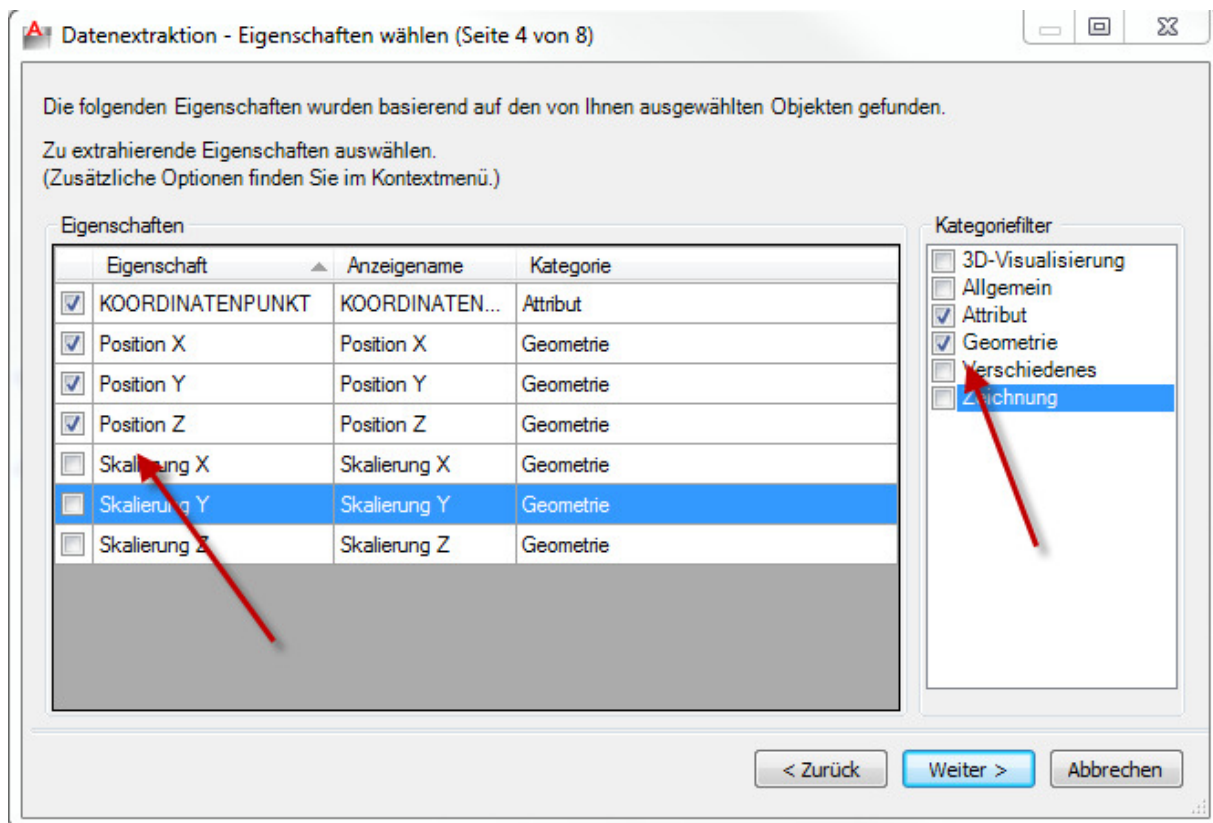 Datenextraktion - Eigenschaften wählen (Seite 4 von 8)
Die folgenden Eigenschaften wurden basierend auf den von Ihnen ausgewählten Objekten gefunden.
Zu extrahierende Eigenschaften auswählen.
(Zusätzliche Optionen finden Sie im Kontextmenü.)
Eigenschaften
Eigenschaft Anzeigename Kategorie
KOORDINATENPUNKT KOORDINATEN... Attribut
Position X Position X Geometrie
Position Y Position Y Geometrie
Position Z Position Z Geometrie
Skalierung X Skalierung X Geometrie
Skalierung Y Skalierung Y Geometrie
Skalierung Z Skalierung Z Geometrie
Kategoriefilter
3D-Visualisierung
Allgemein
Attribut
Geometrie
Verschiedenes
Zeichnung
< Zurück Weiter > Abbrechen